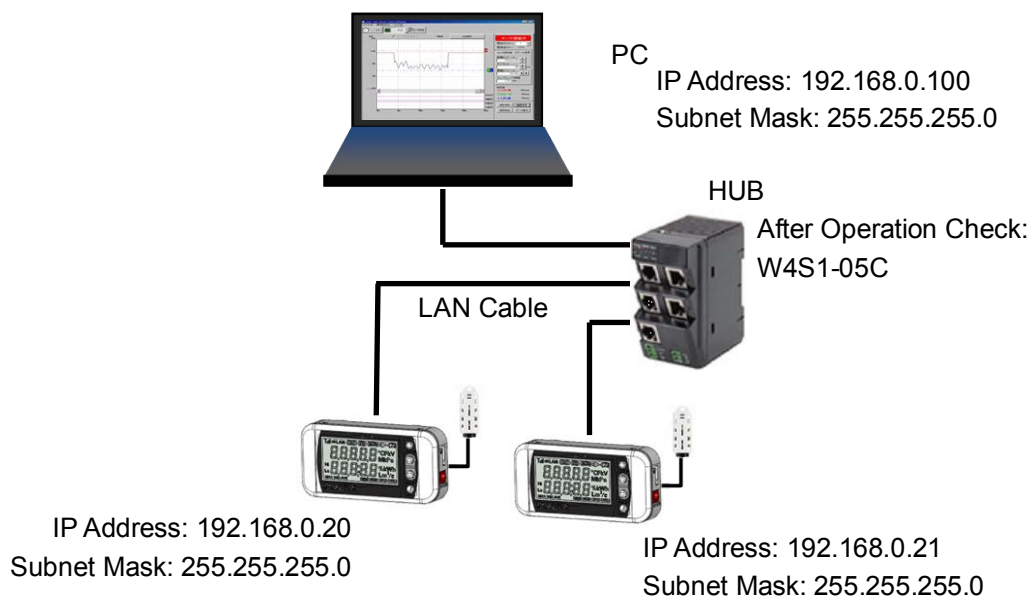 PC
IP Address: 192.168.0.100
Subnet Mask: 255.255.255.0
HUB
After Operation Check:
W4S1-05C
LAN Cable
IP Address: 192.168.0.20
Subnet Mask: 255.255.255.0
IP Address: 192.168.0.21
Subnet Mask: 255.255.255.0